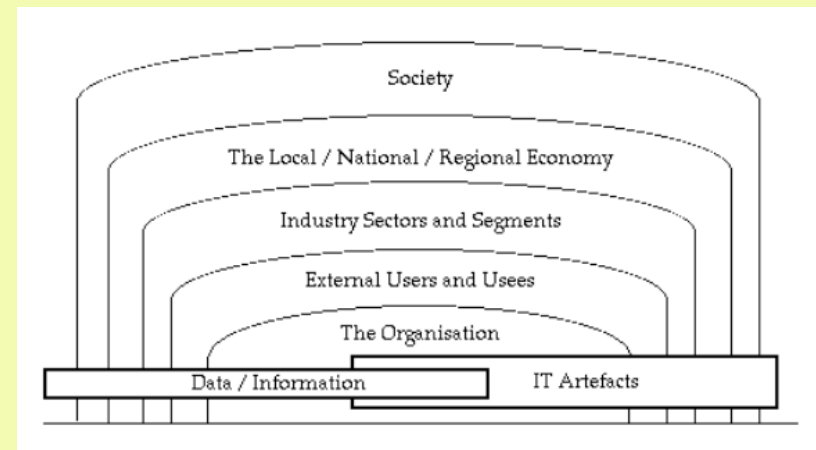 Society
The Local / National / Regional Economy
Industry Sectors and Segments
External Users and Usees
The Organisation
Data / Information
IT Artefacts